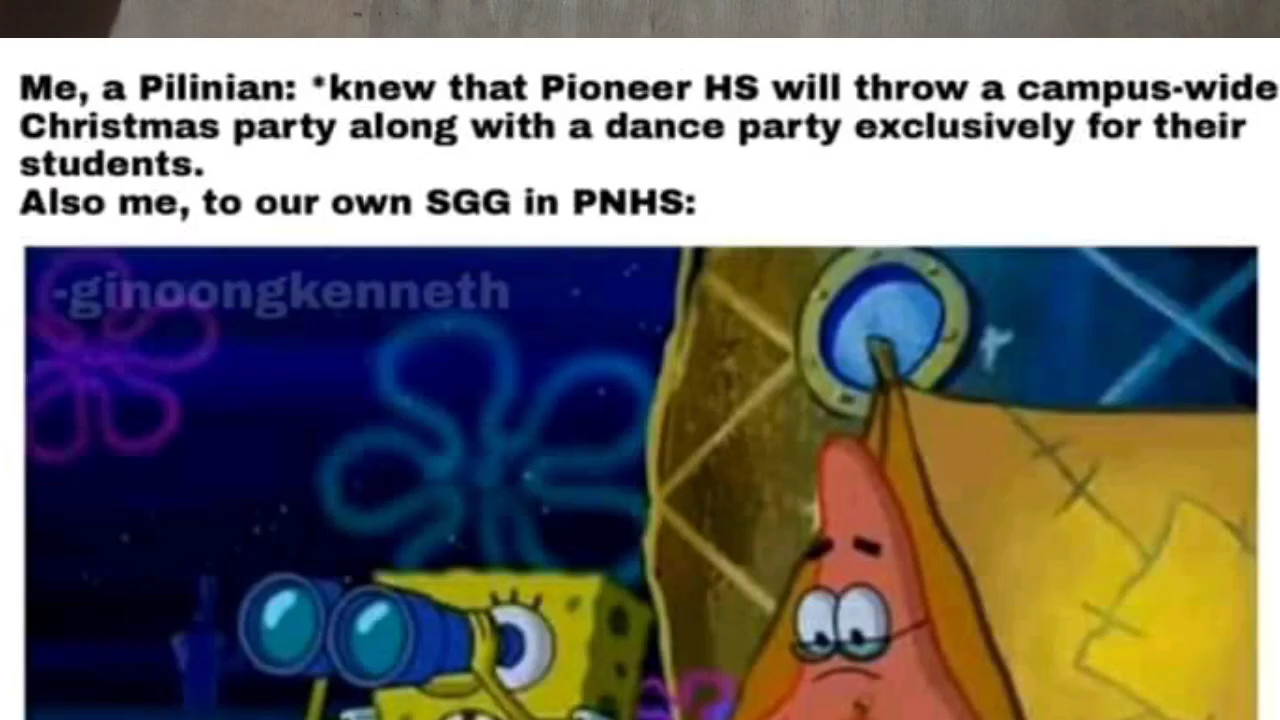 Me, a Pilinian: *knew that Pioneer HS will throw a campus-wide
Christmas party along with a dance party exclusively for their
students.
Also me, to our own SGG in PNHS:
-ginoongkenneth